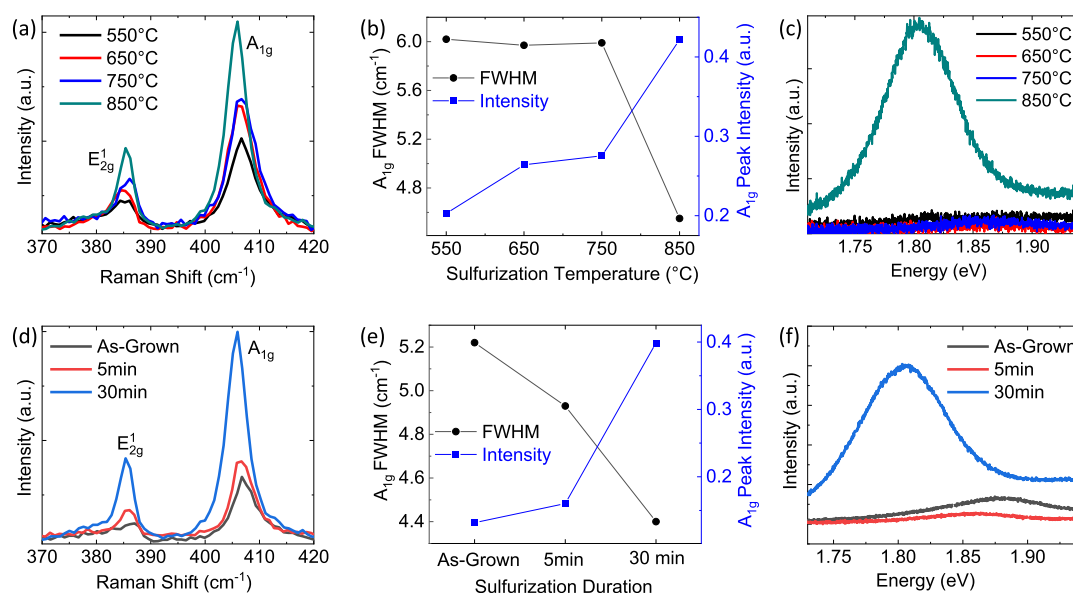 (a)
550°C
650°C
750°C
850°C
A1g
E¹2g
Intensity (a.u.)
370 380 390 400 410 420
Raman Shift (cm-1)
(b)
6.0
5.6
5.2
4.8
A1g FWHM (cm-1)
FWHM
Intensity
0.4
0.3
0.2
A1g Peak Intensity (a.u.)
550 650 750 850
Sulfurization Temperature (°C)
(c)
550°C
650°C
750°C
850°C
Intensity (a.u.)
1.75 1.80 1.85 1.90
Energy (eV)
(d)
As-Grown
5min
30min
A1g
E¹2g
Intensity (a.u.)
370 380 390 400 410 420
Raman Shift (cm-1)
(e)
5.2
5.0
4.8
4.6
4.4
A1g FWHM (cm-1)
FWHM
Intensity
0.4
0.3
0.2
0.1
A1g Peak Intensity (a.u.)
As-Grown 5min 30 min
Sulfurization Duration
(f)
As-Grown
5min
30min
Intensity (a.u.)
1.75 1.80 1.85 1.90
Energy (eV)